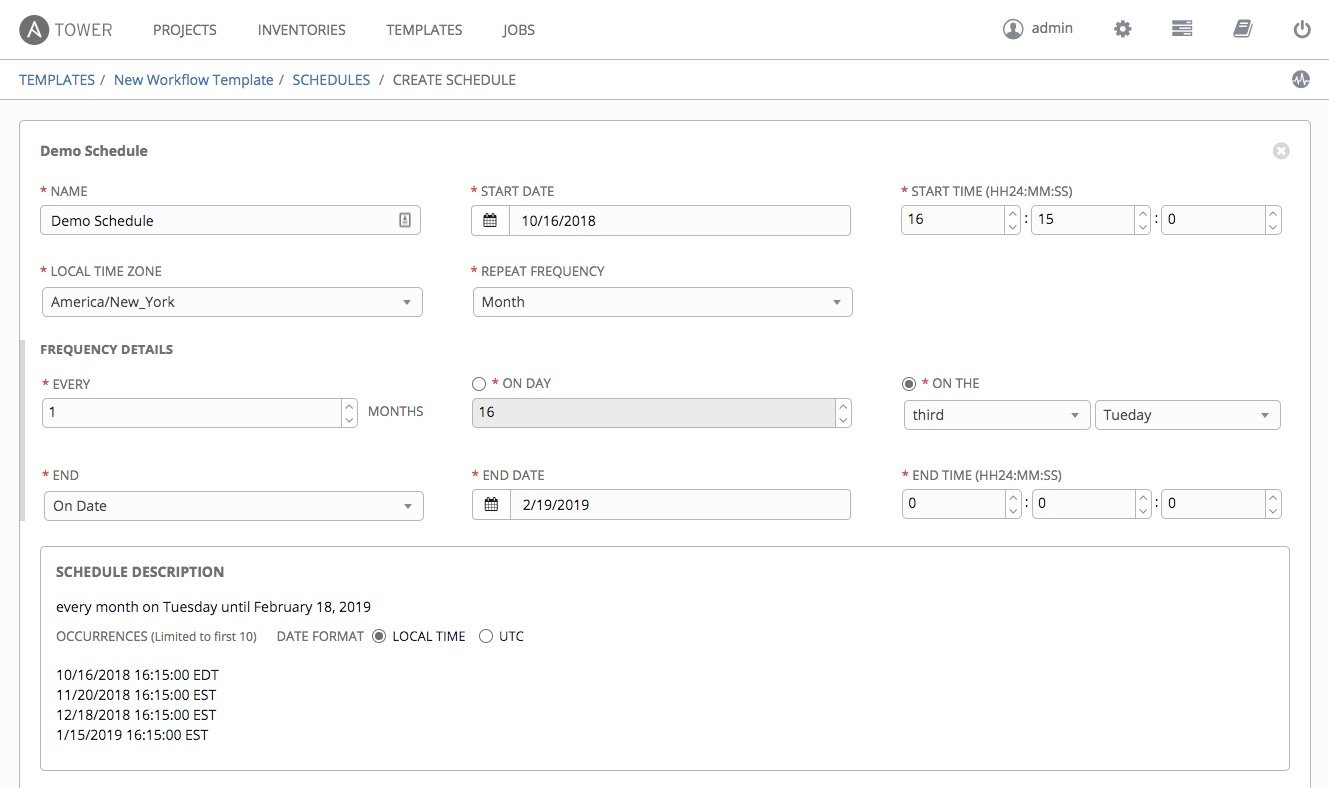 A TOWER PROJECTS INVENTORIES TEMPLATES JOBS admin
TEMPLATES / New Workflow Template / SCHEDULES / CREATE SCHEDULE
Demo Schedule
* NAME * START DATE * START TIME (HH24:MM:SS)
Demo Schedule 10/16/2018 16 : 15 : 0
* LOCAL TIME ZONE * REPEAT FREQUENCY
America/New_York Month
FREQUENCY DETAILS
* EVERY * ON DAY * ON THE
1 MONTHS 16 third Tueday
* END * END DATE * END TIME (HH24:MM:SS)
On Date 2/19/2019 0 : 0 : 0
SCHEDULE DESCRIPTION
every month on Tuesday until February 18, 2019
OCCURRENCES (Limited to first 10) DATE FORMAT LOCAL TIME UTC
10/16/2018 16:15:00 EDT
11/20/2018 16:15:00 EST
12/18/2018 16:15:00 EST
1/15/2019 16:15:00 EST